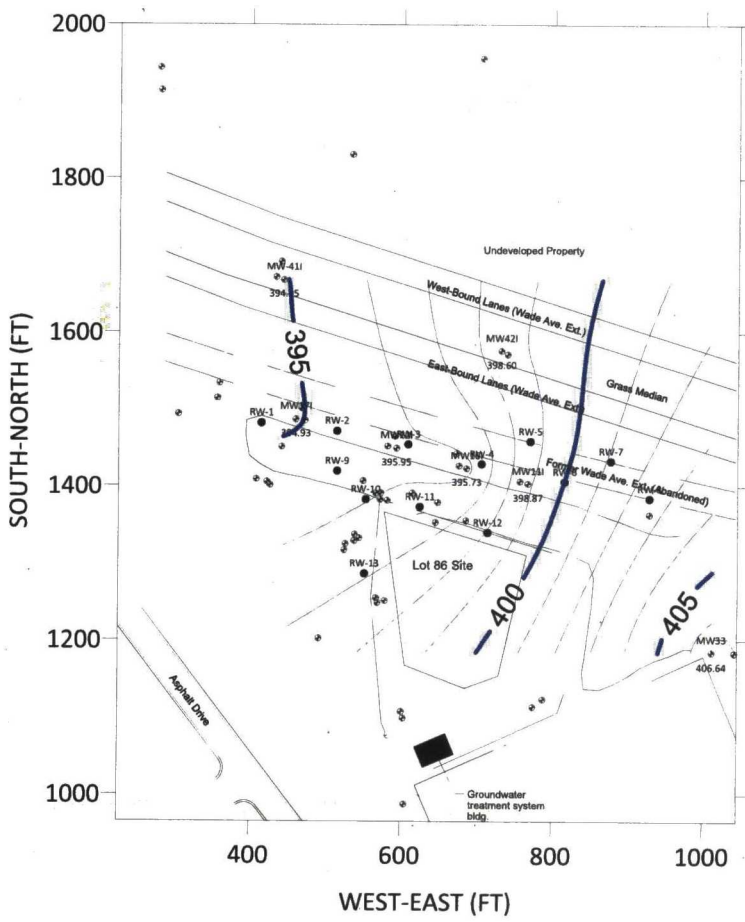 2000
1800
1600
1400
1200
1000
SOUTH-NORTH (FT)
Undeveloped Property
MW-41I
West-Bound Lanes (Wade Ave. Ext.)
395
MW42I
398.60
East-Bound Lanes (Wade Ave. Ext.)
Grass Median
RW-1
RW-2
RW-5
RW-7
395.95
RW-9
395.73
398.87
Former Wade Ave. Ext. (Abandoned)
RW-10
RW-11
RW-12
RW-13
Lot 86 Site
400
405
MW33
406.64
Asphalt Drive
Groundwater
treatment system
bldg.
400
600
800
1000
WEST-EAST (FT)